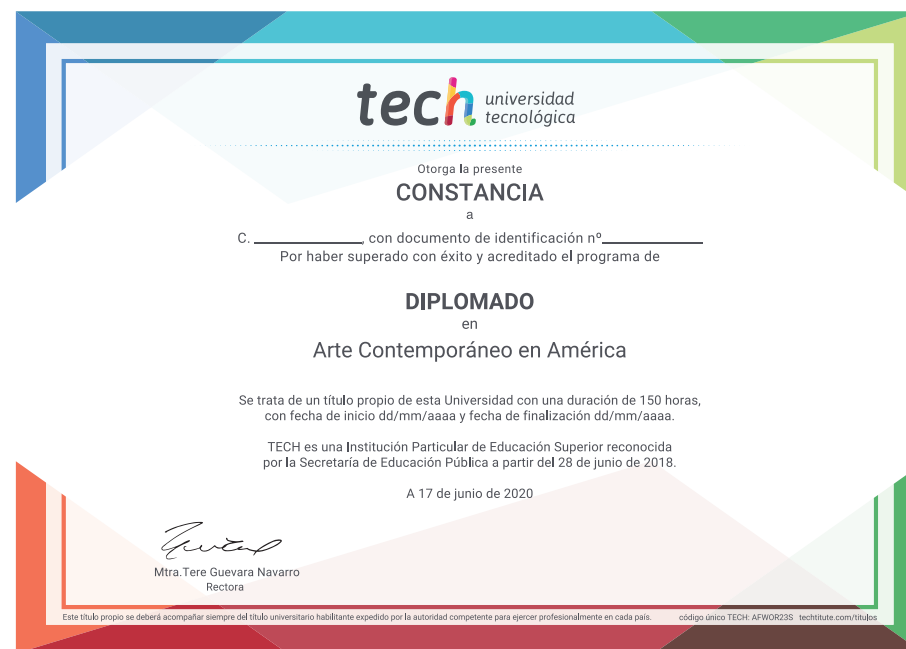 tech universidad
tecnológica
Otorga la presente
CONSTANCIA
a
C. ____________, con documento de identificación nº____________
Por haber superado con éxito y acreditado el programa de
DIPLOMADO
en
Arte Contemporáneo en América
Se trata de un título propio de esta Universidad con una duración de 150 horas,
con fecha de inicio dd/mm/aaaa y fecha de finalización dd/mm/aaaa.
TECH es una Institución Particular de Educación Superior reconocida
por la Secretaría de Educación Pública a partir del 28 de junio de 2018.
A 17 de junio de 2020
Mtra.Tere Guevara Navarro
Rectora
Este título propio se deberá acompañar siempre del título universitario habilitante expedido por la autoridad competente para ejercer profesionalmente en cada país. código único TECH: AFWOR23S techtitute.com/titulos